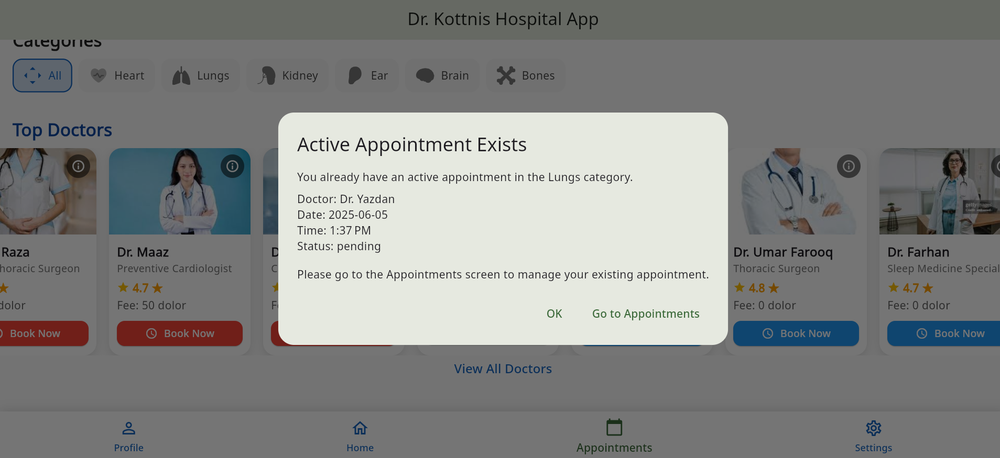 Dr. Kottnis Hospital App
Categories
All
Heart
Lungs
Kidney
Ear
Brain
Bones
Top Doctors
Active Appointment Exists
You already have an active appointment in the Lungs category.
Doctor: Dr. Yazdan
Date: 2025-06-05
Time: 1:37 PM
Status: pending
Please go to the Appointments screen to manage your existing appointment.
OK
Go to Appointments
Raza
horacic Surgeon
dolor
Book Now
Dr. Maaz
Preventive Cardiologist
4.7
Fee: 50 dolor
Book Now
D
C
F
Dr. Umar Farooq
Thoracic Surgeon
4.8
Fee: 0 dolor
Book Now
gettyimages
Dr. Farhan
Sleep Medicine Special
4.7
Fee: 0 dolor
Book Now
View All Doctors
Profile
Home
Appointments
Settings